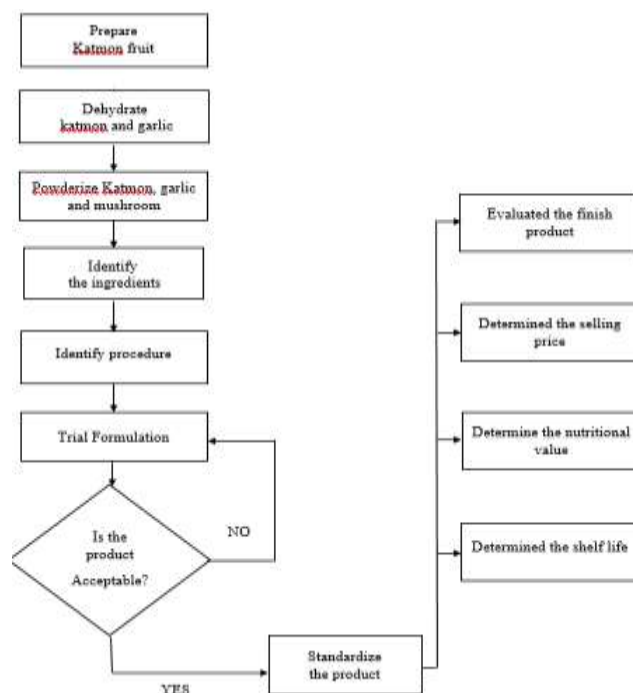 Prepare
Katmon fruit
Dehydrate
katmon and garlic
Powderize Katmon, garlic
and mushroom
Identify
the ingredients
Identify procedure
Trial Formulation
Is the
product
Acceptable?
NO
YES
Standardize
the product
Evaluated the finish
product
Determined the selling
price
Determine the nutritional
value
Determined the shelf life